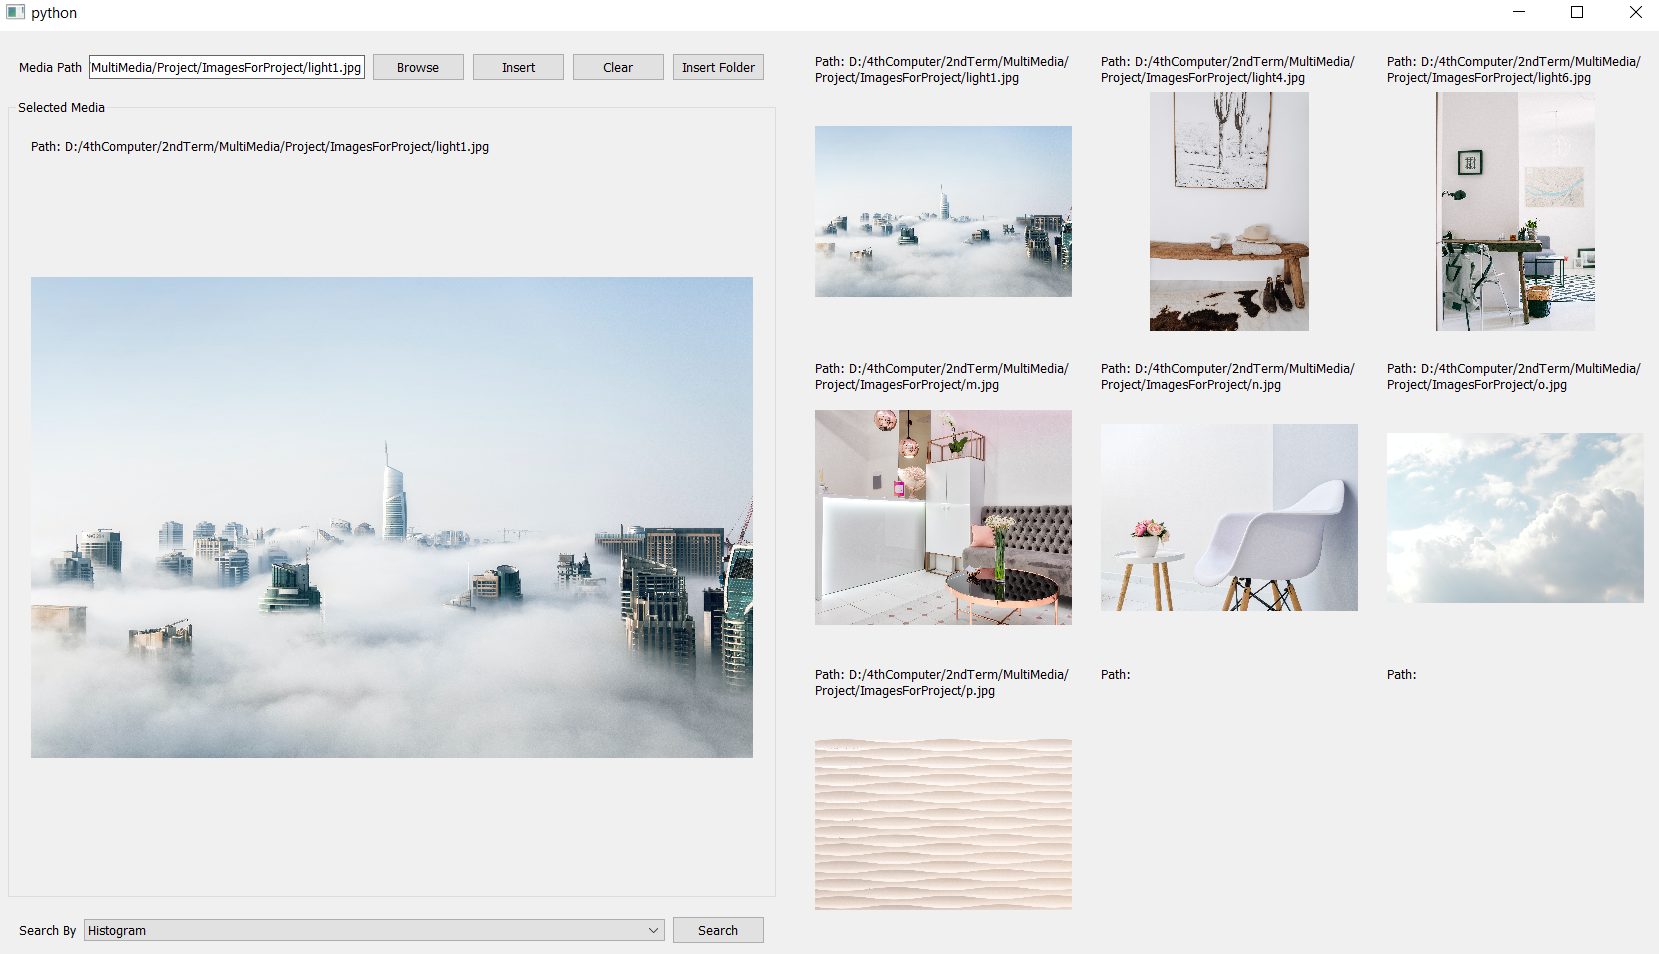 python
Media Path
MultiMedia/Project/ImagesForProject/light1.jpg
Browse
Insert
Clear
Insert Folder
Selected Media
Path: D:/4thComputer/2ndTerm/MultiMedia/Project/ImagesForProject/light1.jpg
Search By
Histogram
Search
Path: D:/4thComputer/2ndTerm/MultiMedia/
Project/ImagesForProject/light1.jpg
Path: D:/4thComputer/2ndTerm/MultiMedia/
Project/ImagesForProject/light4.jpg
Path: D:/4thComputer/2ndTerm/MultiMedia/
Project/ImagesForProject/light6.jpg
Path: D:/4thComputer/2ndTerm/MultiMedia/
Project/ImagesForProject/m.jpg
Path: D:/4thComputer/2ndTerm/MultiMedia/
Project/ImagesForProject/n.jpg
Path: D:/4thComputer/2ndTerm/MultiMedia/
Project/ImagesForProject/o.jpg
Path: D:/4thComputer/2ndTerm/MultiMedia/
Project/ImagesForProject/p.jpg
Path:
Path: